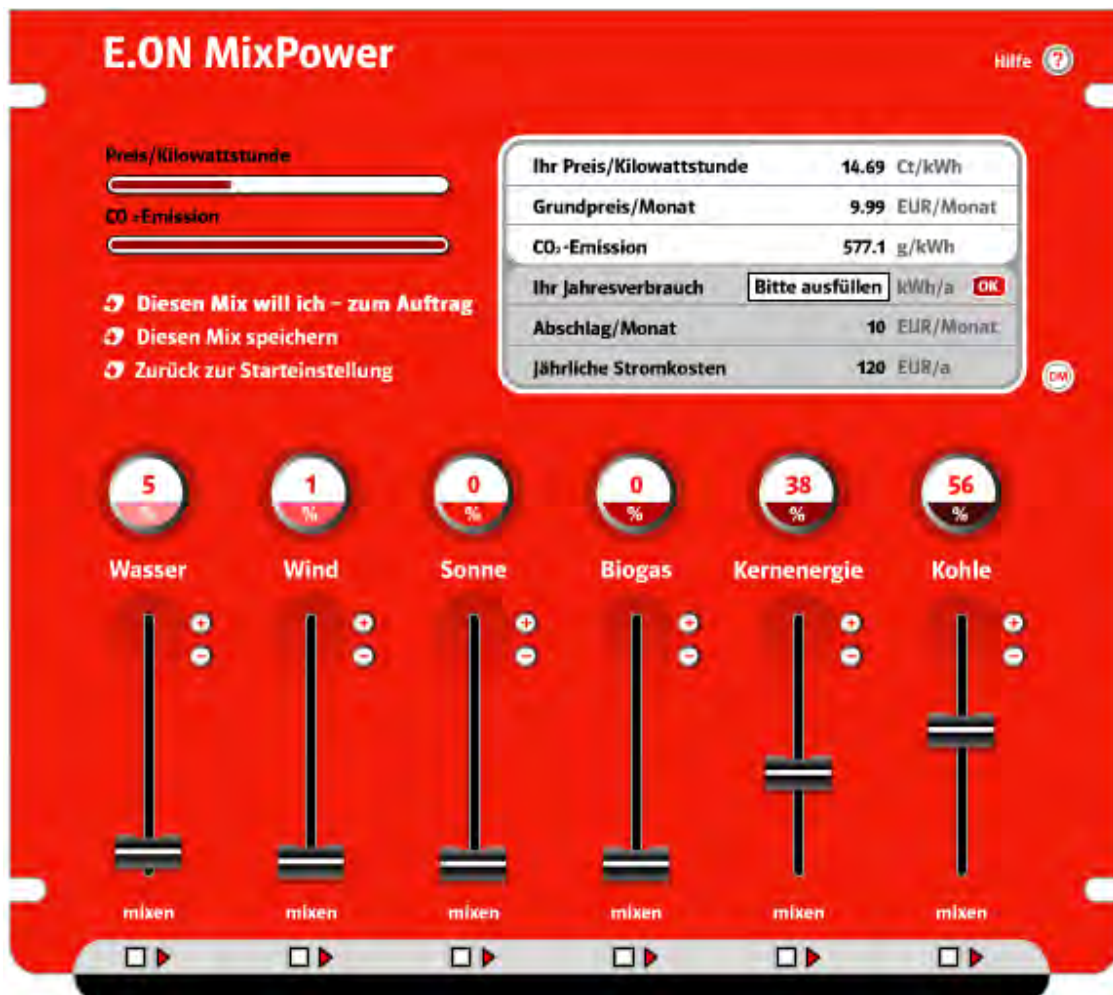 E.ON MixPower
Hilfe ?
Preis/Kilowattstunde
CO₂-Emission
Diesen Mix will ich – zum Auftrag
Diesen Mix speichern
Zurück zur Starteinstellung
Ihr Preis/Kilowattstunde 14.69 Ct/kWh
Grundpreis/Monat 9.99 EUR/Monat
CO₂-Emission 577.1 g/kWh
Ihr Jahresverbrauch Bitte ausfüllen kWh/a OK
Abschlag/Monat 10 EUR/Monat
Jährliche Stromkosten 120 EUR/a
DM
5 1 0 0 38 56
% % % % % %
Wasser Wind Sonne Biogas Kernenergie Kohle
+ + + + + +
− − − − − −
mixen mixen mixen mixen mixen mixen